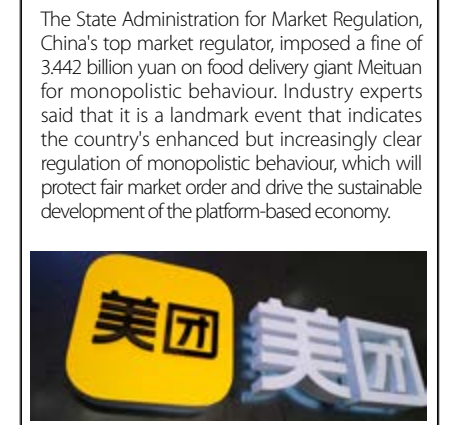 The State Administration for Market Regulation,
China's top market regulator, imposed a fine of
3.442 billion yuan on food delivery giant Meituan
for monopolistic behaviour. Industry experts
said that it is a landmark event that indicates
the country's enhanced but increasingly clear
regulation of monopolistic behaviour, which will
protect fair market order and drive the sustainable
development of the platform-based economy.
美团 美团